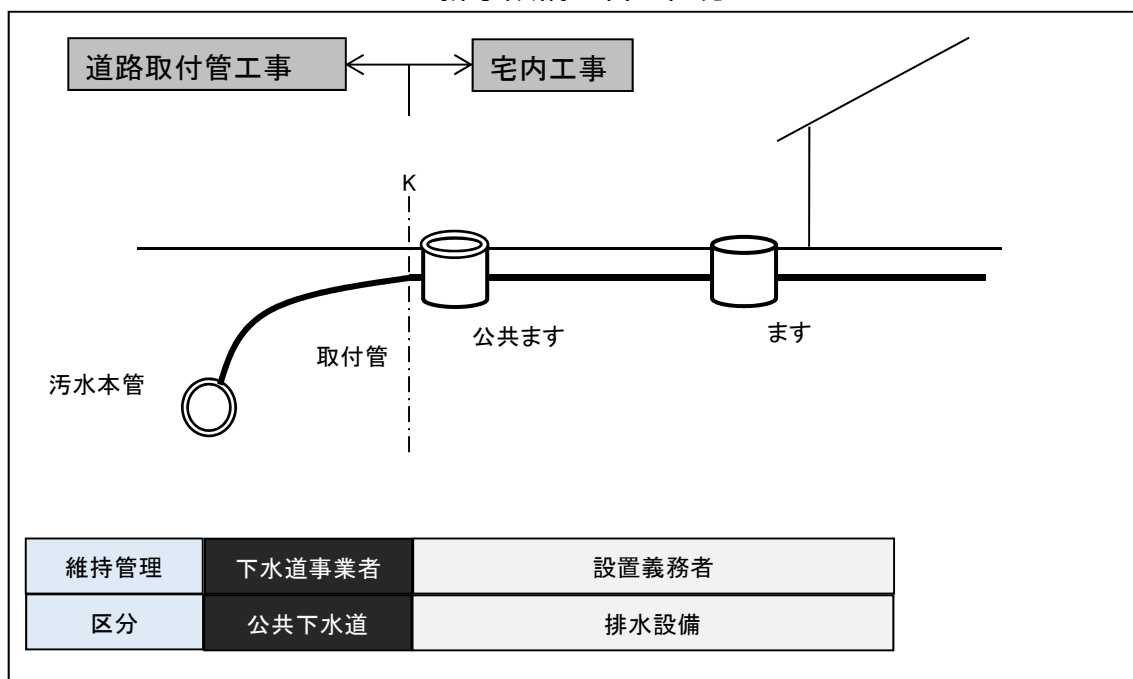 道路取付管工事
宅内工事
K
公共ます
ます
取付管
汚水本管
維持管理 下水道事業者 設置義務者
区分 公共下水道 排水設備